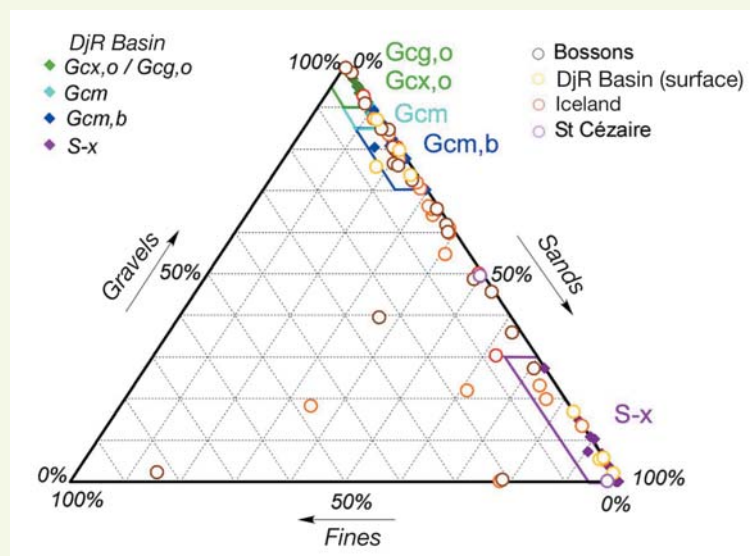 DjR Basin
Gcx,o / Gcg,o
Gcm
Gcm,b
S-x
100%
0%
Gcg,o
Gcx,o
Gcm
Gcm,b
Bossons
DjR Basin (surface)
Iceland
St Cézaire
Gravels
50%
50%
Sands
S-x
0%
100%
100%
50%
0%
Fines